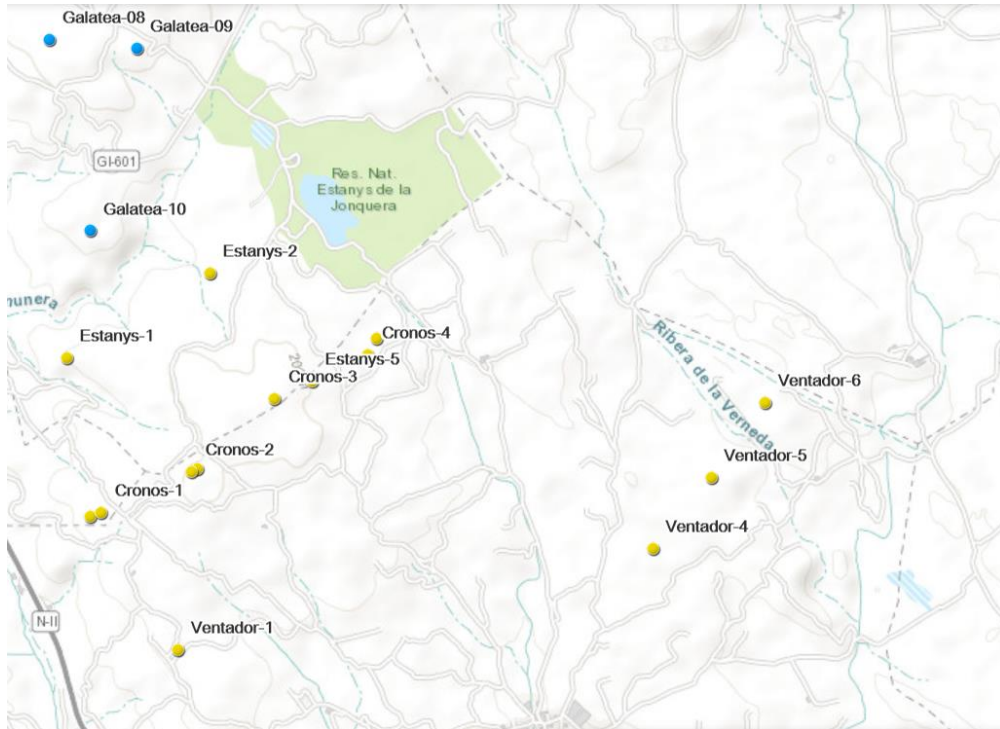 Galatea-08
Galatea-09
GI-601
Res. Nat.
Estanys de la
Jonquera
Galatea-10
Estanys-2
Estanys-1
Cronos-4
Estanys-5
Cronos-3
Ribera de la Verneda
Ventador-6
Cronos-2
Ventador-5
Cronos-1
Ventador-4
N-II
Ventador-1